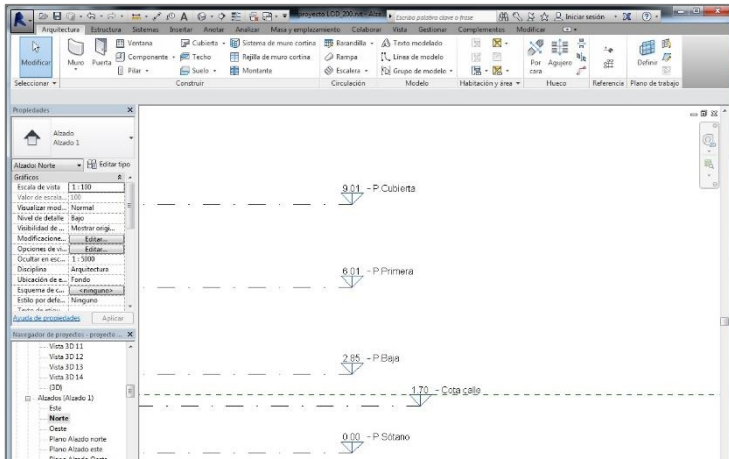 proyecto LOD_200.rvt - Alza...
Escriba palabra clave o frase
Iniciar sesión
Arquitectura Estructura Sistemas Insertar Anotar Analizar Masa y emplazamiento Colaborar Vista Gestionar Complementos Modificar
Modificar
Muro
Puerta
Ventana
Componente
Pilar
Cubierta
Techo
Suelo
Sistema de muro cortina
Rejilla de muro cortina
Montante
Barandilla
Rampa
Escalera
Texto modelado
Línea de modelo
Grupo de modelo
Por cara
Agujero
Definir
Seleccionar Construir Circulación Modelo Habitación y área Hueco Referencia Plano de trabajo
Propiedades
Alzado
Alzado 1
Alzado: Norte
Editar tipo
Gráficos
Escala de vista 1 : 100
Valor de escala... 100
Visualizar mod... Normal
Nivel de detalle Bajo
Visibilidad de ... Mostrar origi...
Modificacione... Editar...
Opciones de vi... Editar...
Ocultar en esc... 1 : 5000
Disciplina Arquitectura
Ubicación de e... Fondo
Esquema de c... <ninguno>
Estilo por defe... Ninguno
Ayuda de propiedades Aplicar
Navegador de proyectos - proyecto ...
Vista 3D 11
Vista 3D 12
Vista 3D 13
Vista 3D 14
{3D}
Alzados (Alzado 1)
Este
Norte
Oeste
Plano Alazdo norte
Plano Alzado este
Plano Alzado Oeste
9.01 - P Cubierta
6.01 - P Primera
2.85 - P Baja
1.70 - Cota calle
0.00 - P Sótano